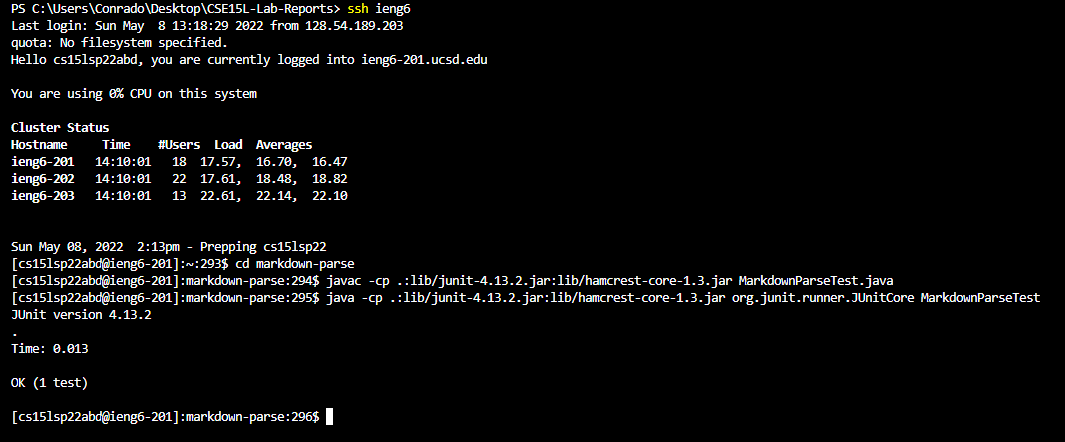 PS C:\Users\Conrado\Desktop\CSE15L-Lab-Reports> ssh ieng6
Last login: Sun May  8 13:18:29 2022 from 128.54.189.203
quota: No filesystem specified.
Hello cs15lsp22abd, you are currently logged into ieng6-201.ucsd.edu
You are using 0% CPU on this system
Cluster Status
Hostname     Time    #Users  Load  Averages
ieng6-201   14:10:01   18  17.57,  16.70,  16.47
ieng6-202   14:10:01   22  17.61,  18.48,  18.82
ieng6-203   14:10:01   13  22.61,  22.14,  22.10
Sun May 08, 2022  2:13pm - Prepping cs15lsp22
[cs15lsp22abd@ieng6-201]:~:293$ cd markdown-parse
[cs15lsp22abd@ieng6-201]:markdown-parse:294$ javac -cp .:lib/junit-4.13.2.jar:lib/hamcrest-core-1.3.jar MarkdownParseTest.java
[cs15lsp22abd@ieng6-201]:markdown-parse:295$ java -cp .:lib/junit-4.13.2.jar:lib/hamcrest-core-1.3.jar org.junit.runner.JUnitCore MarkdownParseTest
JUnit version 4.13.2
.
Time: 0.013
OK (1 test)
[cs15lsp22abd@ieng6-201]:markdown-parse:296$